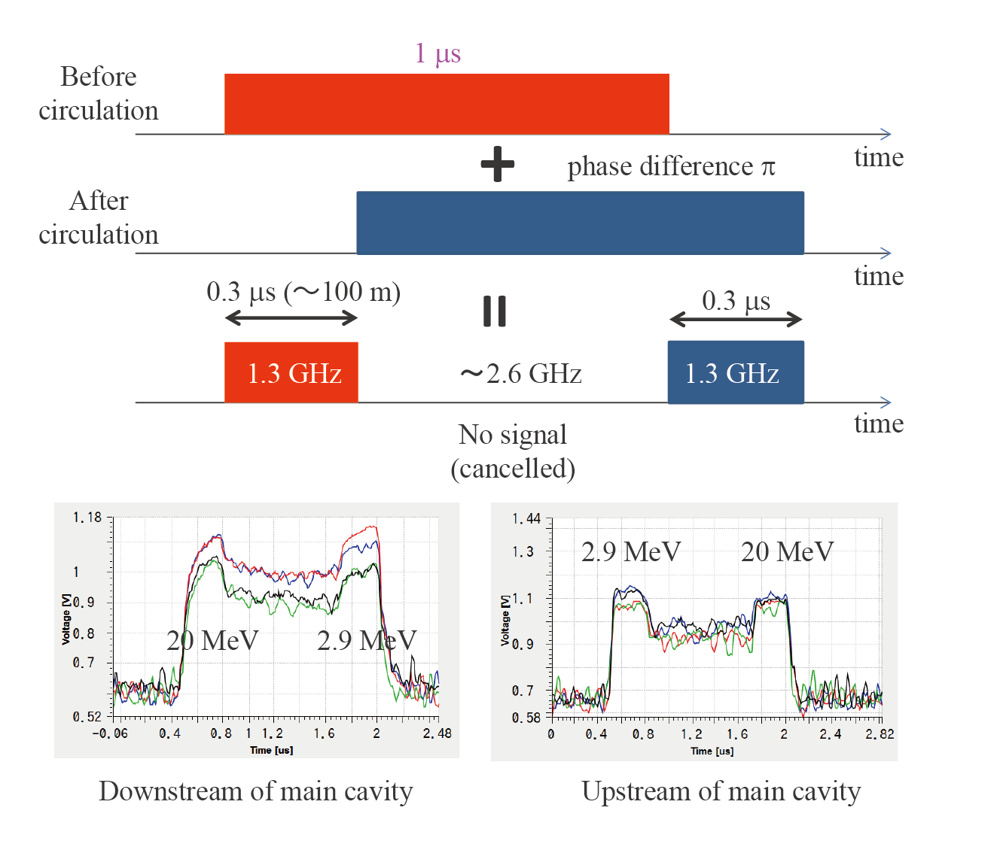 1 μs
Before
circulation
time
phase difference π
After
circulation
time
0.3 μs (～100 m)
0.3 μs
1.3 GHz
～2.6 GHz
1.3 GHz
time
No signal
(cancelled)
1.18
1
0.9
0.8
0.7
0.52
Voltage [V]
20 MeV
2.9 MeV
-0.06 0.4 0.8 1 1.2 1.6 2 2.48
Time [us]
1.44
1.3
1.1
0.9
0.7
0.58
Voltage [V]
2.9 MeV
20 MeV
0 0.4 0.8 1.2 1.6 2 2.4 2.82
Time [us]
Downstream of main cavity
Upstream of main cavity